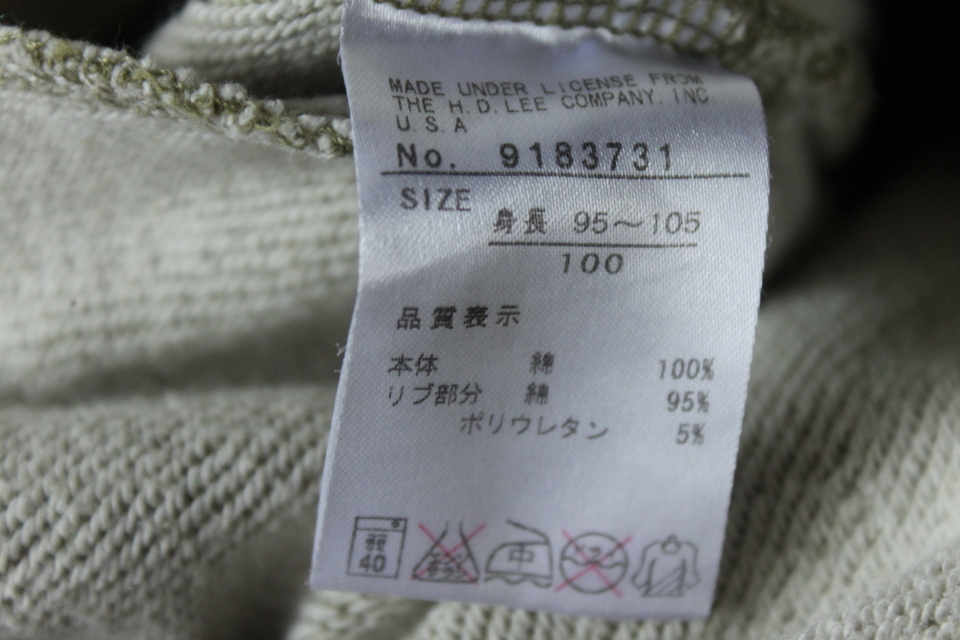 MADE UNDER LICENSE FROM
THE H.D.LEE COMPANY. INC
U.S.A
No. 9183731
SIZE
身長 95～105
100
品質表示
本体 綿 100%
リブ部分 綿 95%
ポリウレタン 5%
弱
40
中